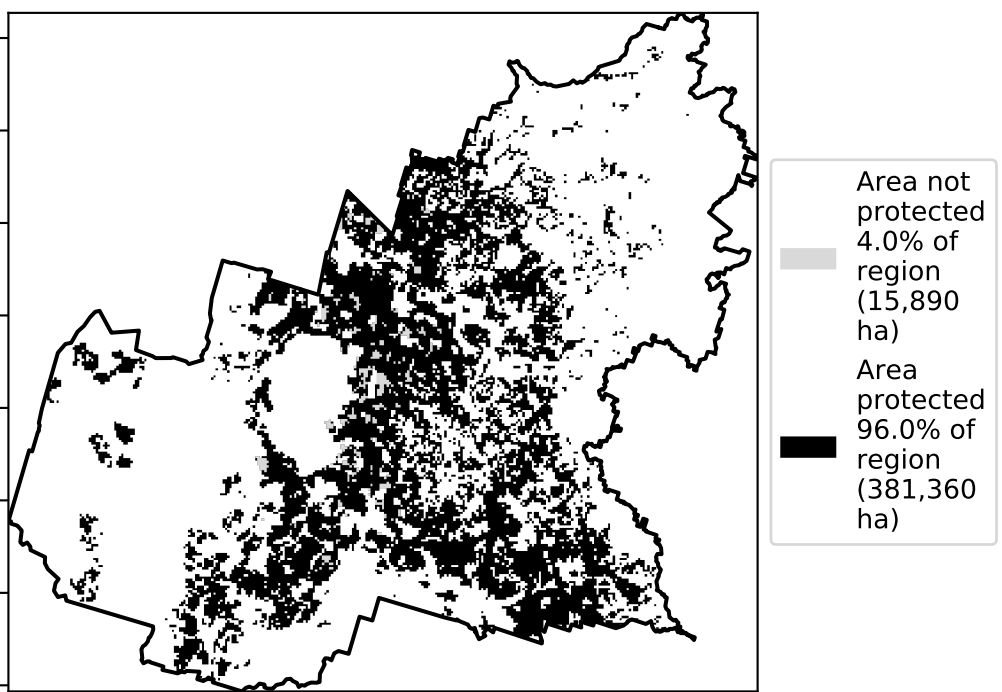 Area not
protected
4.0% of
region
(15,890
ha)
Area
protected
96.0% of
region
(381,360
ha)